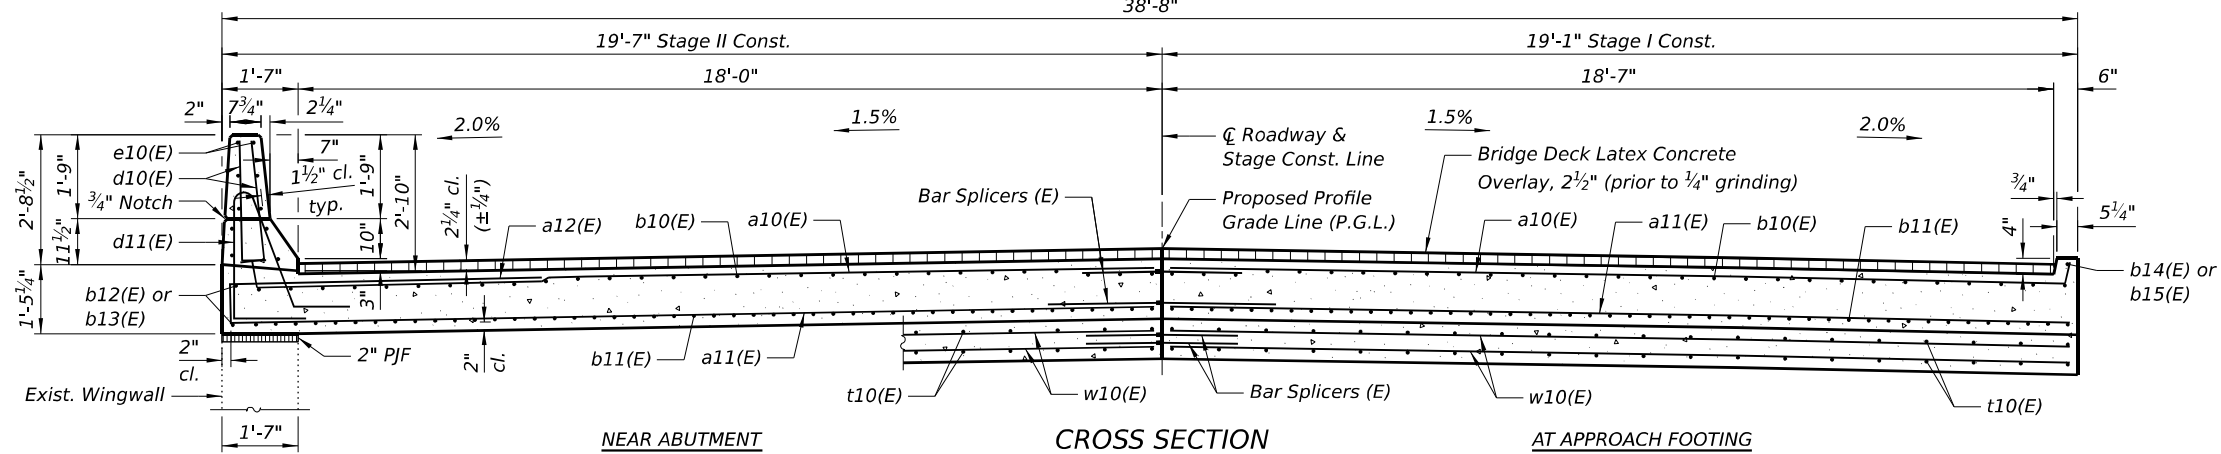 38'-8"
19'-7" Stage II Const.
19'-1" Stage I Const.
1'-7"
18'-0"
18'-7"
6"
2"
7¾"
2¼"
2.0%
1.5%
1.5%
2.0%
℄ Roadway &
Stage Const. Line
Bridge Deck Latex Concrete
Overlay, 2½" (prior to ¼" grinding)
Proposed Profile
Grade Line (P.G.L.)
Bar Splicers (E)
e10(E)
d10(E)
¾" Notch
d11(E)
b12(E) or
b13(E)
2'-8½"
1'-9"
11½"
1'-5¼"
7"
1½" cl.
typ.
1'-9"
10"
2'-10"
3"
2¼" cl.
(±¼")
a12(E)
b10(E)
a10(E)
a10(E)
a11(E)
b10(E)
b11(E)
¾"
4"
5¼"
b14(E) or
b15(E)
2"
cl.
2" PJF
2"
cl.
b11(E)
a11(E)
Exist. Wingwall
t10(E)
w10(E)
Bar Splicers (E)
w10(E)
t10(E)
1'-7"
NEAR ABUTMENT
CROSS SECTION
AT APPROACH FOOTING